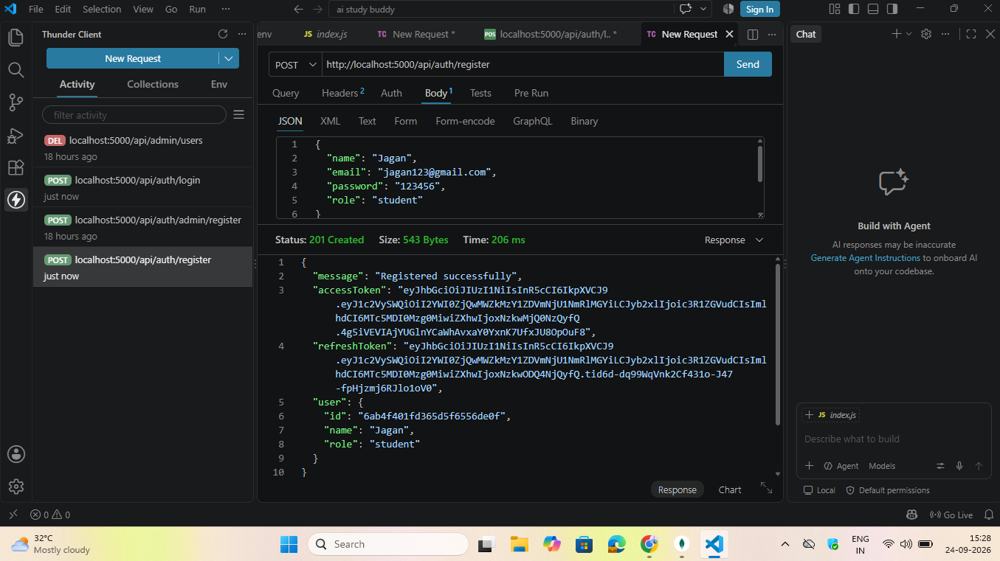 File Edit Selection View Go Run ··· ai study buddy Sign In
Thunder Client
New Request
Activity Collections Env
filter activity
DEL localhost:5000/api/admin/users
18 hours ago
POST localhost:5000/api/auth/login
just now
POST localhost:5000/api/auth/admin/register
18 hours ago
POST localhost:5000/api/auth/register
just now
env JS index.js TC New Request * POS localhost:5000/api/auth/l.. * TC New Request
POST http://localhost:5000/api/auth/register Send
Query Headers 2 Auth Body 1 Tests Pre Run
JSON XML Text Form Form-encode GraphQL Binary
1 {
2 "name": "Jagan",
3 "email": "jagan123@gmail.com",
4 "password": "123456",
5 "role": "student"
6 }
Status: 201 Created Size: 543 Bytes Time: 206 ms Response
1 {
2 "message": "Registered successfully",
3 "accessToken": "eyJhbGciOiJIUzI1NiIsInR5cCI6IkpXVCJ9
.eyJ1c2VySWQiOiI2YWI0ZjQwMWZkMzY1ZDVmNjU1NmRlMGYiLCJyb2xlIjoic3R1ZGVudCIsIml
hdCI6MTc5MDI0Mzg0MiwiZXhwIjoxNzkwMjQ0NzQyfQ
.4g5iVEVIAjYUGlnYCaWhAvxaY0YxnK7UfxJU8OpOuF8",
4 "refreshToken": "eyJhbGciOiJIUzI1NiIsInR5cCI6IkpXVCJ9
.eyJ1c2VySWQiOiI2YWI0ZjQwMWZkMzY1ZDVmNjU1NmRlMGYiLCJyb2xlIjoic3R1ZGVudCIsIml
hdCI6MTc5MDI0Mzg0MiwiZXhwIjoxNzkwODQ4NjQyfQ.tid6d-dq99WqVnk2Cf431o-J47
-fpHjzmj6RJlo1oV0",
5 "user": {
6 "id": "6ab4f401fd365d5f6556de0f",
7 "name": "Jagan",
8 "role": "student"
9 }
10 }
Response Chart
Chat
Build with Agent
AI responses may be inaccurate
Generate Agent Instructions to onboard AI
onto your codebase.
JS index.js
Describe what to build
Agent Models
Local Default permissions
0 0 Go Live
32°C
Mostly cloudy
Search
ENG
IN
15:28
24-09-2026